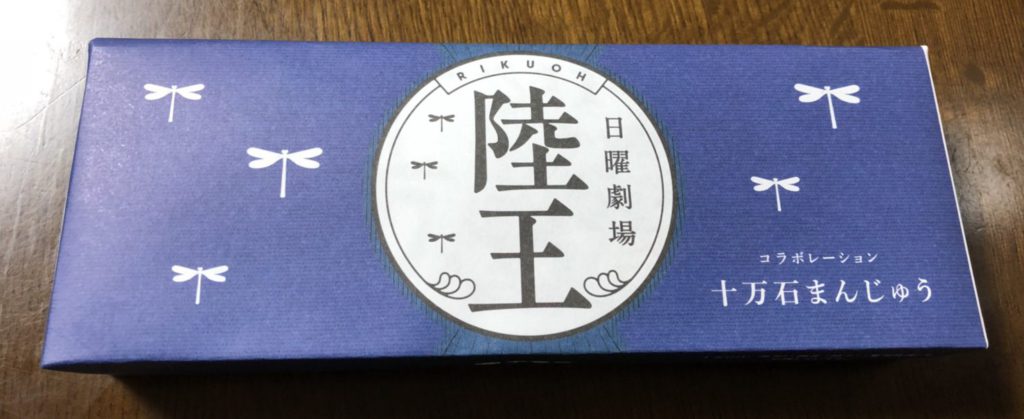 RIKUOH
日曜劇場
陸王
コラボレーション
十万石まんじゅう